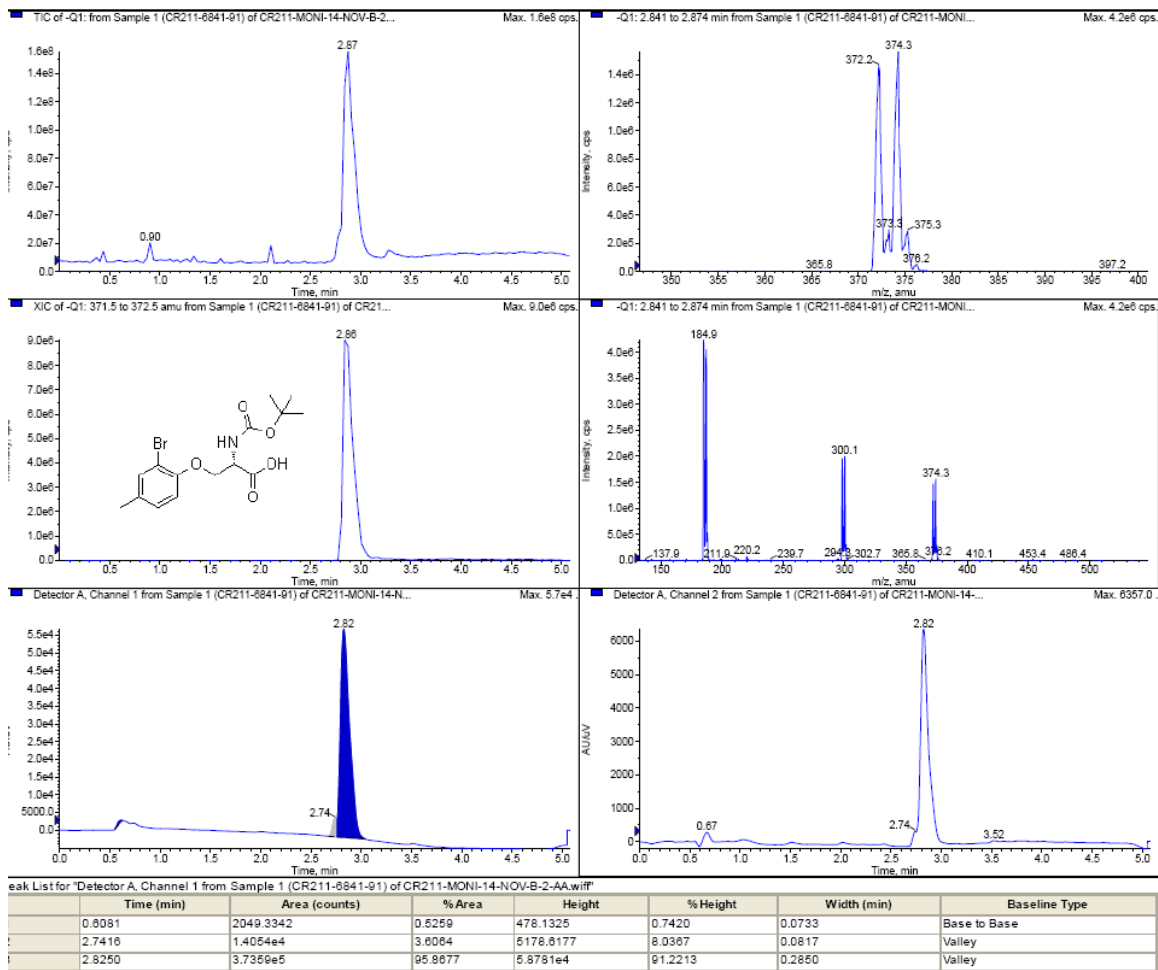 TIC of -Q1: from Sample 1 (CR211-6841-91) of CR211-MONI-14-NOV-B-2...
Max. 1.6e8 cps.
2.87
1.6e8
1.4e8
1.2e8
1.0e8
8.0e7
6.0e7
4.0e7
2.0e7
0.0
0.90
0.5 1.0 1.5 2.0 2.5 3.0 3.5 4.0 4.5 5.0
Time, min
-Q1: 2.841 to 2.874 min from Sample 1 (CR211-6841-91) of CR211-MONI...
Max. 4.2e6 cps.
374.3
372.2
1.4e6
1.2e6
1.0e6
8.0e5
6.0e5
4.0e5
2.0e5
0.0
Intensity, cps
373.3
375.3
376.2
365.8
397.2
350 355 360 365 370 375 380 385 390 395 400
m/z, amu
XIC of -Q1: 371.5 to 372.5 amu from Sample 1 (CR211-6841-91) of CR21...
Max. 9.0e6 cps.
2.86
9.0e6
8.0e6
7.0e6
6.0e6
5.0e6
4.0e6
3.0e6
2.0e6
1.0e6
0.0
Br
O
O
O
NH
OH
O
0.5 1.0 1.5 2.0 2.5 3.0 3.5 4.0 4.5 5.0
Time, min
-Q1: 2.841 to 2.874 min from Sample 1 (CR211-6841-91) of CR211-MONI...
Max. 4.2e6 cps.
184.9
4.0e6
3.5e6
3.0e6
2.5e6
2.0e6
1.5e6
1.0e6
5.0e5
0.0
Intensity, cps
300.1
374.3
137.9 211.9 220.2 239.7 294.3 302.7 365.8 376.2 410.1 453.4 486.4
150 200 250 300 350 400 450 500
m/z, amu
Detector A, Channel 1 from Sample 1 (CR211-6841-91) of CR211-MONI-14-N...
Max. 5.7e4
2.82
5.5e4
5.0e4
4.5e4
4.0e4
3.5e4
3.0e4
2.5e4
2.0e4
1.5e4
1.0e4
5000.0
0.0
2.74
0.0 0.5 1.0 1.5 2.0 2.5 3.0 3.5 4.0 4.5 5.0
Time, min
Detector A, Channel 2 from Sample 1 (CR211-6841-91) of CR211-MONI-14-...
Max. 6357.0
2.82
6000
5000
4000
3000
2000
1000
0
AU/uV
0.67
2.74
3.52
0.0 0.5 1.0 1.5 2.0 2.5 3.0 3.5 4.0 4.5 5.0
Time, min
eak List for "Detector A, Channel 1 from Sample 1 (CR211-6841-91) of CR211-MONI-14-NOV-B-2-AA.wiff"
Time (min) Area (counts) %Area Height %Height Width (min) Baseline Type
0.6081 2049.3342 0.5259 478.1325 0.7420 0.0733 Base to Base
2.7416 1.4054e4 3.6064 5178.6177 8.0367 0.0817 Valley
2.8250 3.7359e5 95.8677 5.8781e4 91.2213 0.2850 Valley